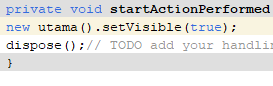 private void startActionPerformed
new utama().setVisible(true);
dispose();// TODO add your handlin
}